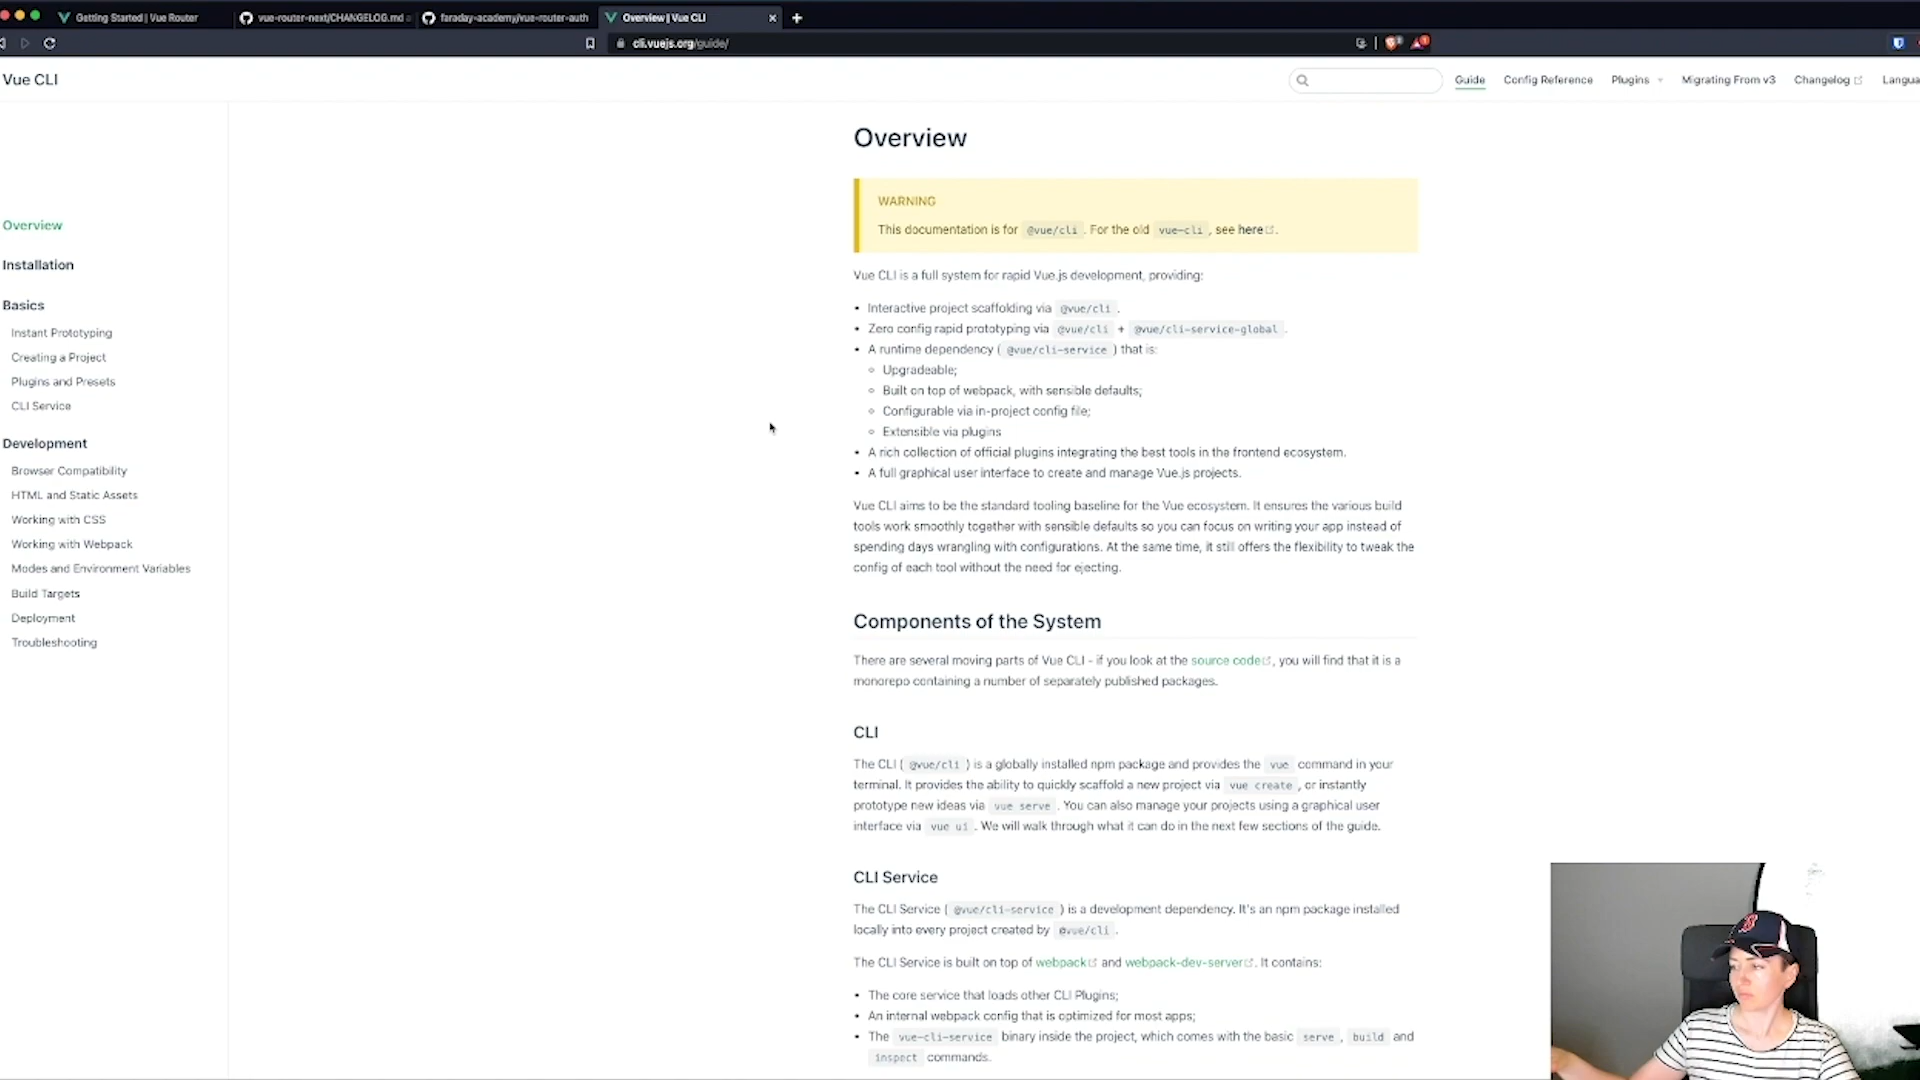 Getting Started | Vue Router
vue-router-next/CHANGELOG.md
faraday-academy/vue-router-auth
Overview | Vue CLI
cli.vuejs.org/guide/
Vue CLI
Guide
Config Reference
Plugins
Migrating From v3
Changelog
Langua
Overview
Installation
Basics
Instant Prototyping
Creating a Project
Plugins and Presets
CLI Service
Development
Browser Compatibility
HTML and Static Assets
Working with CSS
Working with Webpack
Modes and Environment Variables
Build Targets
Deployment
Troubleshooting
Overview
WARNING
This documentation is for @vue/cli. For the old vue-cli, see here.
Vue CLI is a full system for rapid Vue.js development, providing:
• Interactive project scaffolding via @vue/cli.
• Zero config rapid prototyping via @vue/cli + @vue/cli-service-global.
• A runtime dependency (@vue/cli-service) that is:
◦ Upgradeable;
◦ Built on top of webpack, with sensible defaults;
◦ Configurable via in-project config file;
◦ Extensible via plugins
• A rich collection of official plugins integrating the best tools in the frontend ecosystem.
• A full graphical user interface to create and manage Vue.js projects.
Vue CLI aims to be the standard tooling baseline for the Vue ecosystem. It ensures the various build
tools work smoothly together with sensible defaults so you can focus on writing your app instead of
spending days wrangling with configurations. At the same time, it still offers the flexibility to tweak the
config of each tool without the need for ejecting.
Components of the System
There are several moving parts of Vue CLI - if you look at the source code, you will find that it is a
monorepo containing a number of separately published packages.
CLI
The CLI (@vue/cli) is a globally installed npm package and provides the vue command in your
terminal. It provides the ability to quickly scaffold a new project via vue create, or instantly
prototype new ideas via vue serve. You can also manage your projects using a graphical user
interface via vue ui. We will walk through what it can do in the next few sections of the guide.
CLI Service
The CLI Service (@vue/cli-service) is a development dependency. It's an npm package installed
locally into every project created by @vue/cli.
The CLI Service is built on top of webpack and webpack-dev-server. It contains:
• The core service that loads other CLI Plugins;
• An internal webpack config that is optimized for most apps;
• The vue-cli-service binary inside the project, which comes with the basic serve, build and
inspect commands.